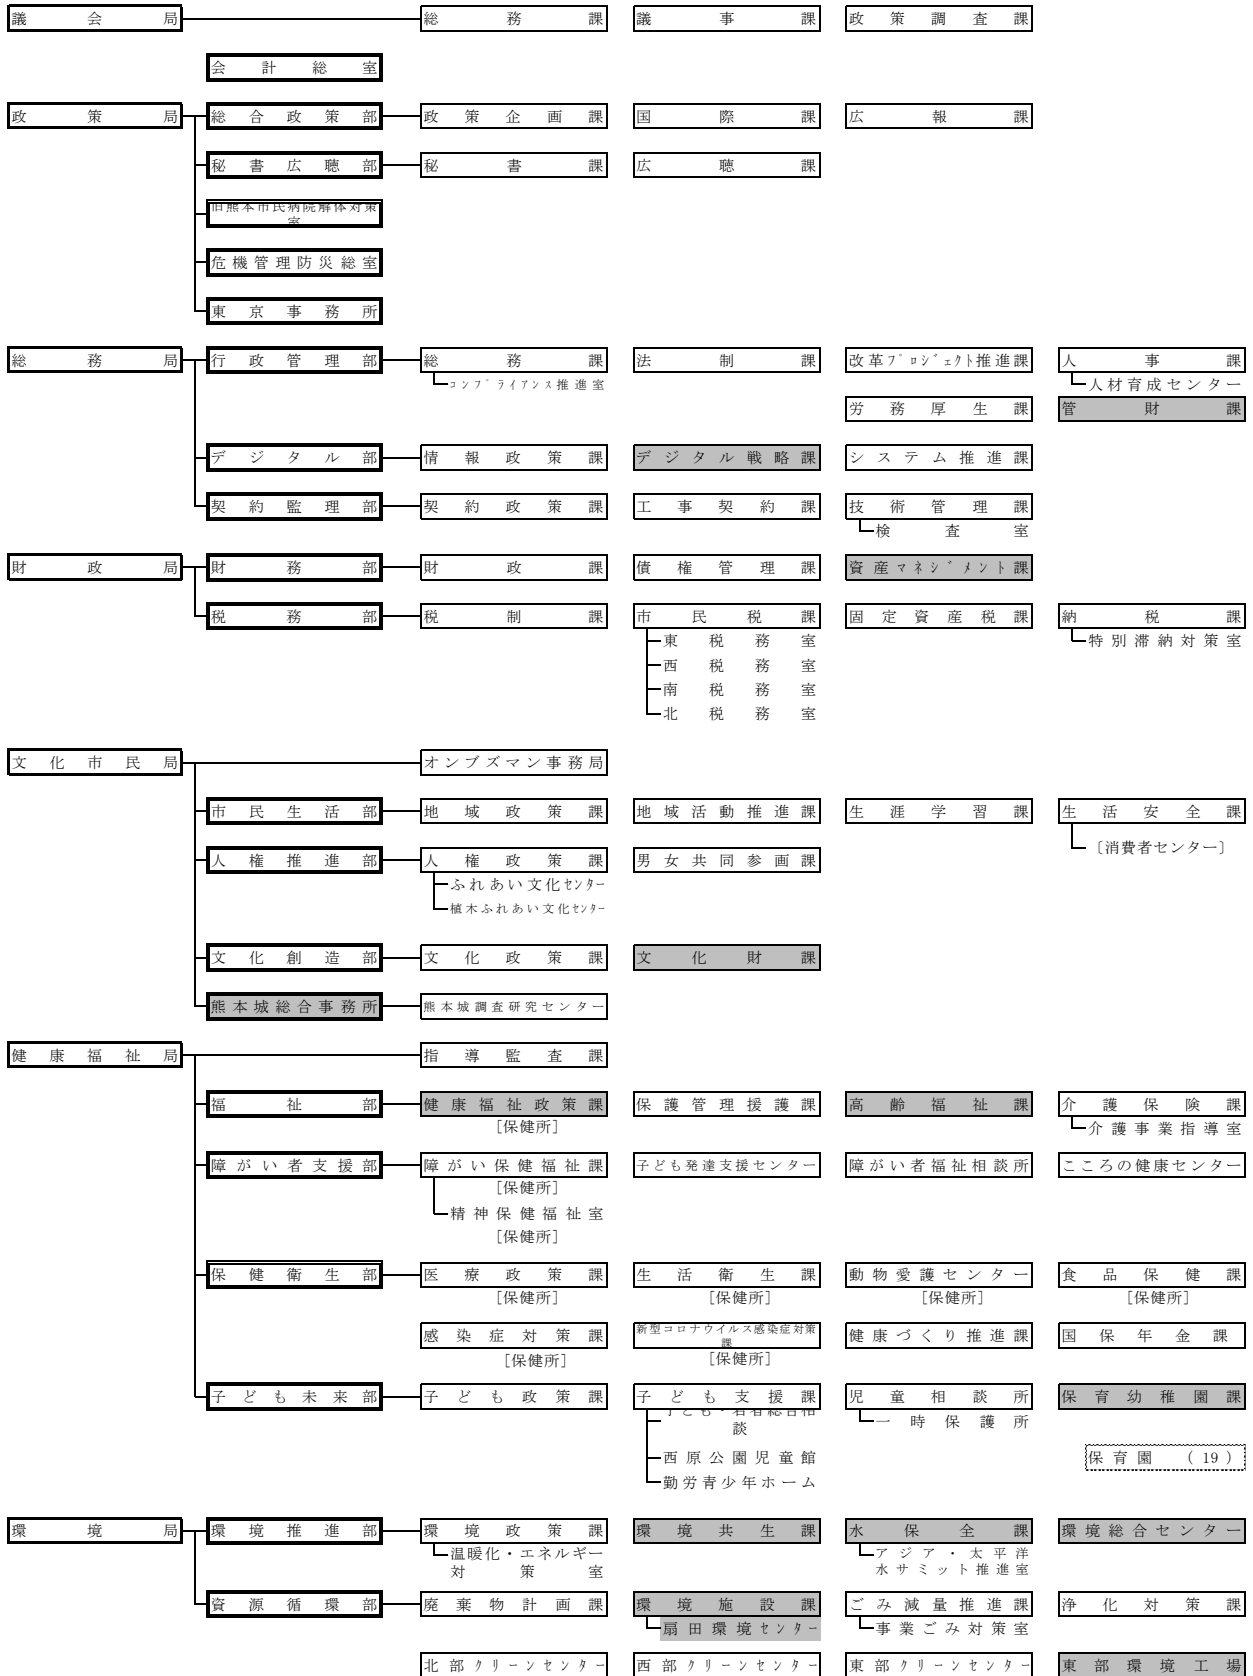 議会局 総務課 議事課 政策調査課
会計総室
政策局 総合政策部 政策企画課 国際課 広報課
秘書広聴部 秘書課 広聴課
旧熊本市民病院解体対策
室
危機管理防災総室
東京事務所
総務局 行政管理部 総務課 法制課 改革プロジェクト推進課 人事課
コンプライアンス推進室 人材育成センター
労務厚生課 管財課
デジタル部 情報政策課 デジタル戦略課 システム推進課
契約監理部 契約政策課 工事契約課 技術管理課
検査室
財政局 財務部 財政課 債権管理課 資産マネジメント課
税務部 税制課 市民税課 固定資産税課 納税課
東税務室 特別滞納対策室
西税務室
南税務室
北税務室
文化市民局 オンブズマン事務局
市民生活部 地域政策課 地域活動推進課 生涯学習課 生活安全課
〔消費者センター〕
人権推進部 人権政策課 男女共同参画課
ふれあい文化センター
植木ふれあい文化センター
文化創造部 文化政策課 文化財課
熊本城総合事務所 熊本城調査研究センター
健康福祉局 指導監査課
福祉部 健康福祉政策課 保護管理援護課 高齢福祉課 介護保険課
[保健所] 介護事業指導室
障がい者支援部 障がい保健福祉課 子ども発達支援センター 障がい者福祉相談所 こころの健康センター
[保健所]
精神保健福祉室
[保健所]
保健衛生部 医療政策課 生活衛生課 動物愛護センター 食品保健課
[保健所] [保健所] [保健所] [保健所]
感染症対策課 新型コロナウイルス感染症対策課 健康づくり推進課 国保年金課
[保健所] [保健所]
子ども未来部 子ども政策課 子ども支援課 児童相談所 保育幼稚園課
子ども・若者総合相 一時保護所
談
西原公園児童館 保育園 (19)
勤労青少年ホーム
環境局 環境推進部 環境政策課 環境共生課 水保全課 環境総合センター
温暖化・エネルギー アジア・太平洋
対策室 水サミット推進室
資源循環部 廃棄物計画課 環境施設課 ごみ減量推進課 浄化対策課
扇田環境センター 事業ごみ対策室
北部クリーンセンター 西部クリーンセンター 東部クリーンセンター 東部環境工場